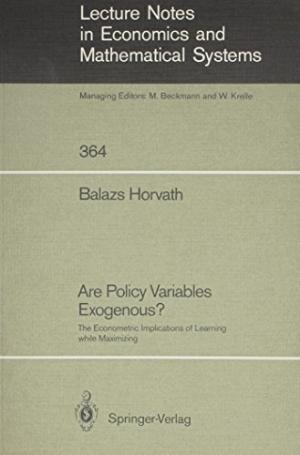 Lecture Notes
in Economics and
Mathematical Systems
Managing Editors: M. Beckmann and W. Krelle
364
Balazs Horvath
Are Policy Variables
Exogenous?
The Econometric Implications of Learning
while Maximizing
Springer-Verlag